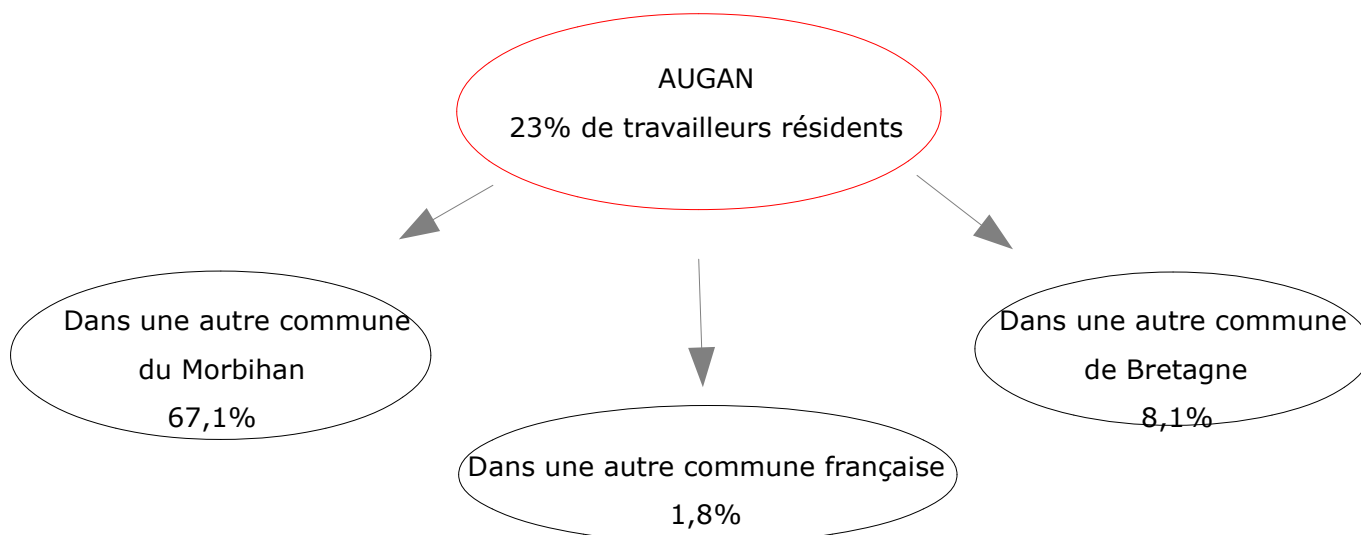 AUGAN
23% de travailleurs résidents
Dans une autre commune
du Morbihan
67,1%
Dans une autre commune française
1,8%
Dans une autre commune
de Bretagne
8,1%